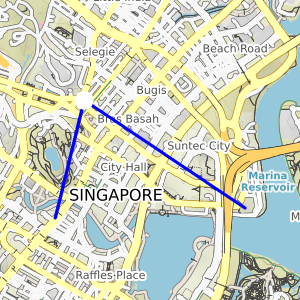 Selegie
Beach Road
Bugis
Bras Basah
Suntec City
City Hall
Marina
Reservoir
SINGAPORE
Raffles Place